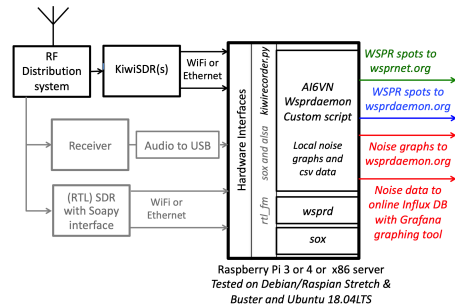 RF
Distribution
system
KiwiSDR(s)
WiFi or
Ethernet
Receiver
Audio to USB
(RTL) SDR
with Soapy
interface
WiFi or
Ethernet
Hardware Interfaces
kiwirecorder.py
sox and alsa
rtl_fm
AI6VN
Wsprdaemon
Custom script
Local noise
graphs and
csv data
wsprd
sox
WSPR spots to
wsprnet.org
WSPR spots to
wsprdaemon.org
Noise graphs to
wsprdaemon.org
Noise data to
online Influx DB
with Grafana
graphing tool
Raspberry Pi 3 or 4 or x86 server
Tested on Debian/Raspian Stretch &
Buster and Ubuntu 18.04LTS